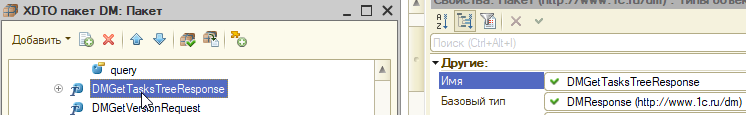 XDTO пакет DM: Пакет
Добавить
query
DMGetTasksTreeResponse
DMGetVersionRequest
Свойства: Пакет (http://www.1c.ru/dm) : Типы объек
Поиск (Ctrl+Alt+I)
Другие:
Имя
DMGetTasksTreeResponse
Базовый тип
DMResponse (http://www.1c.ru/dm)